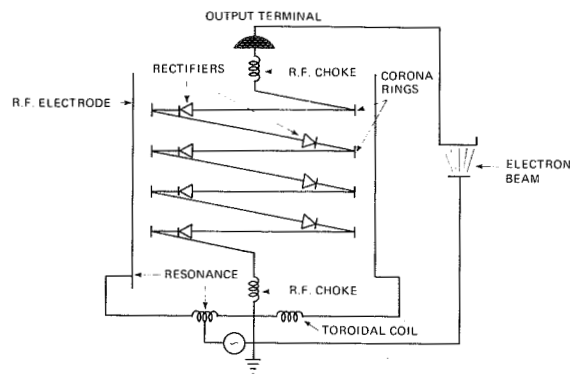 OUTPUT TERMINAL
RECTIFIERS
R.F. CHOKE
CORONA
RINGS
R.F. ELECTRODE
ELECTRON
BEAM
RESONANCE
R.F. CHOKE
TOROIDAL COIL